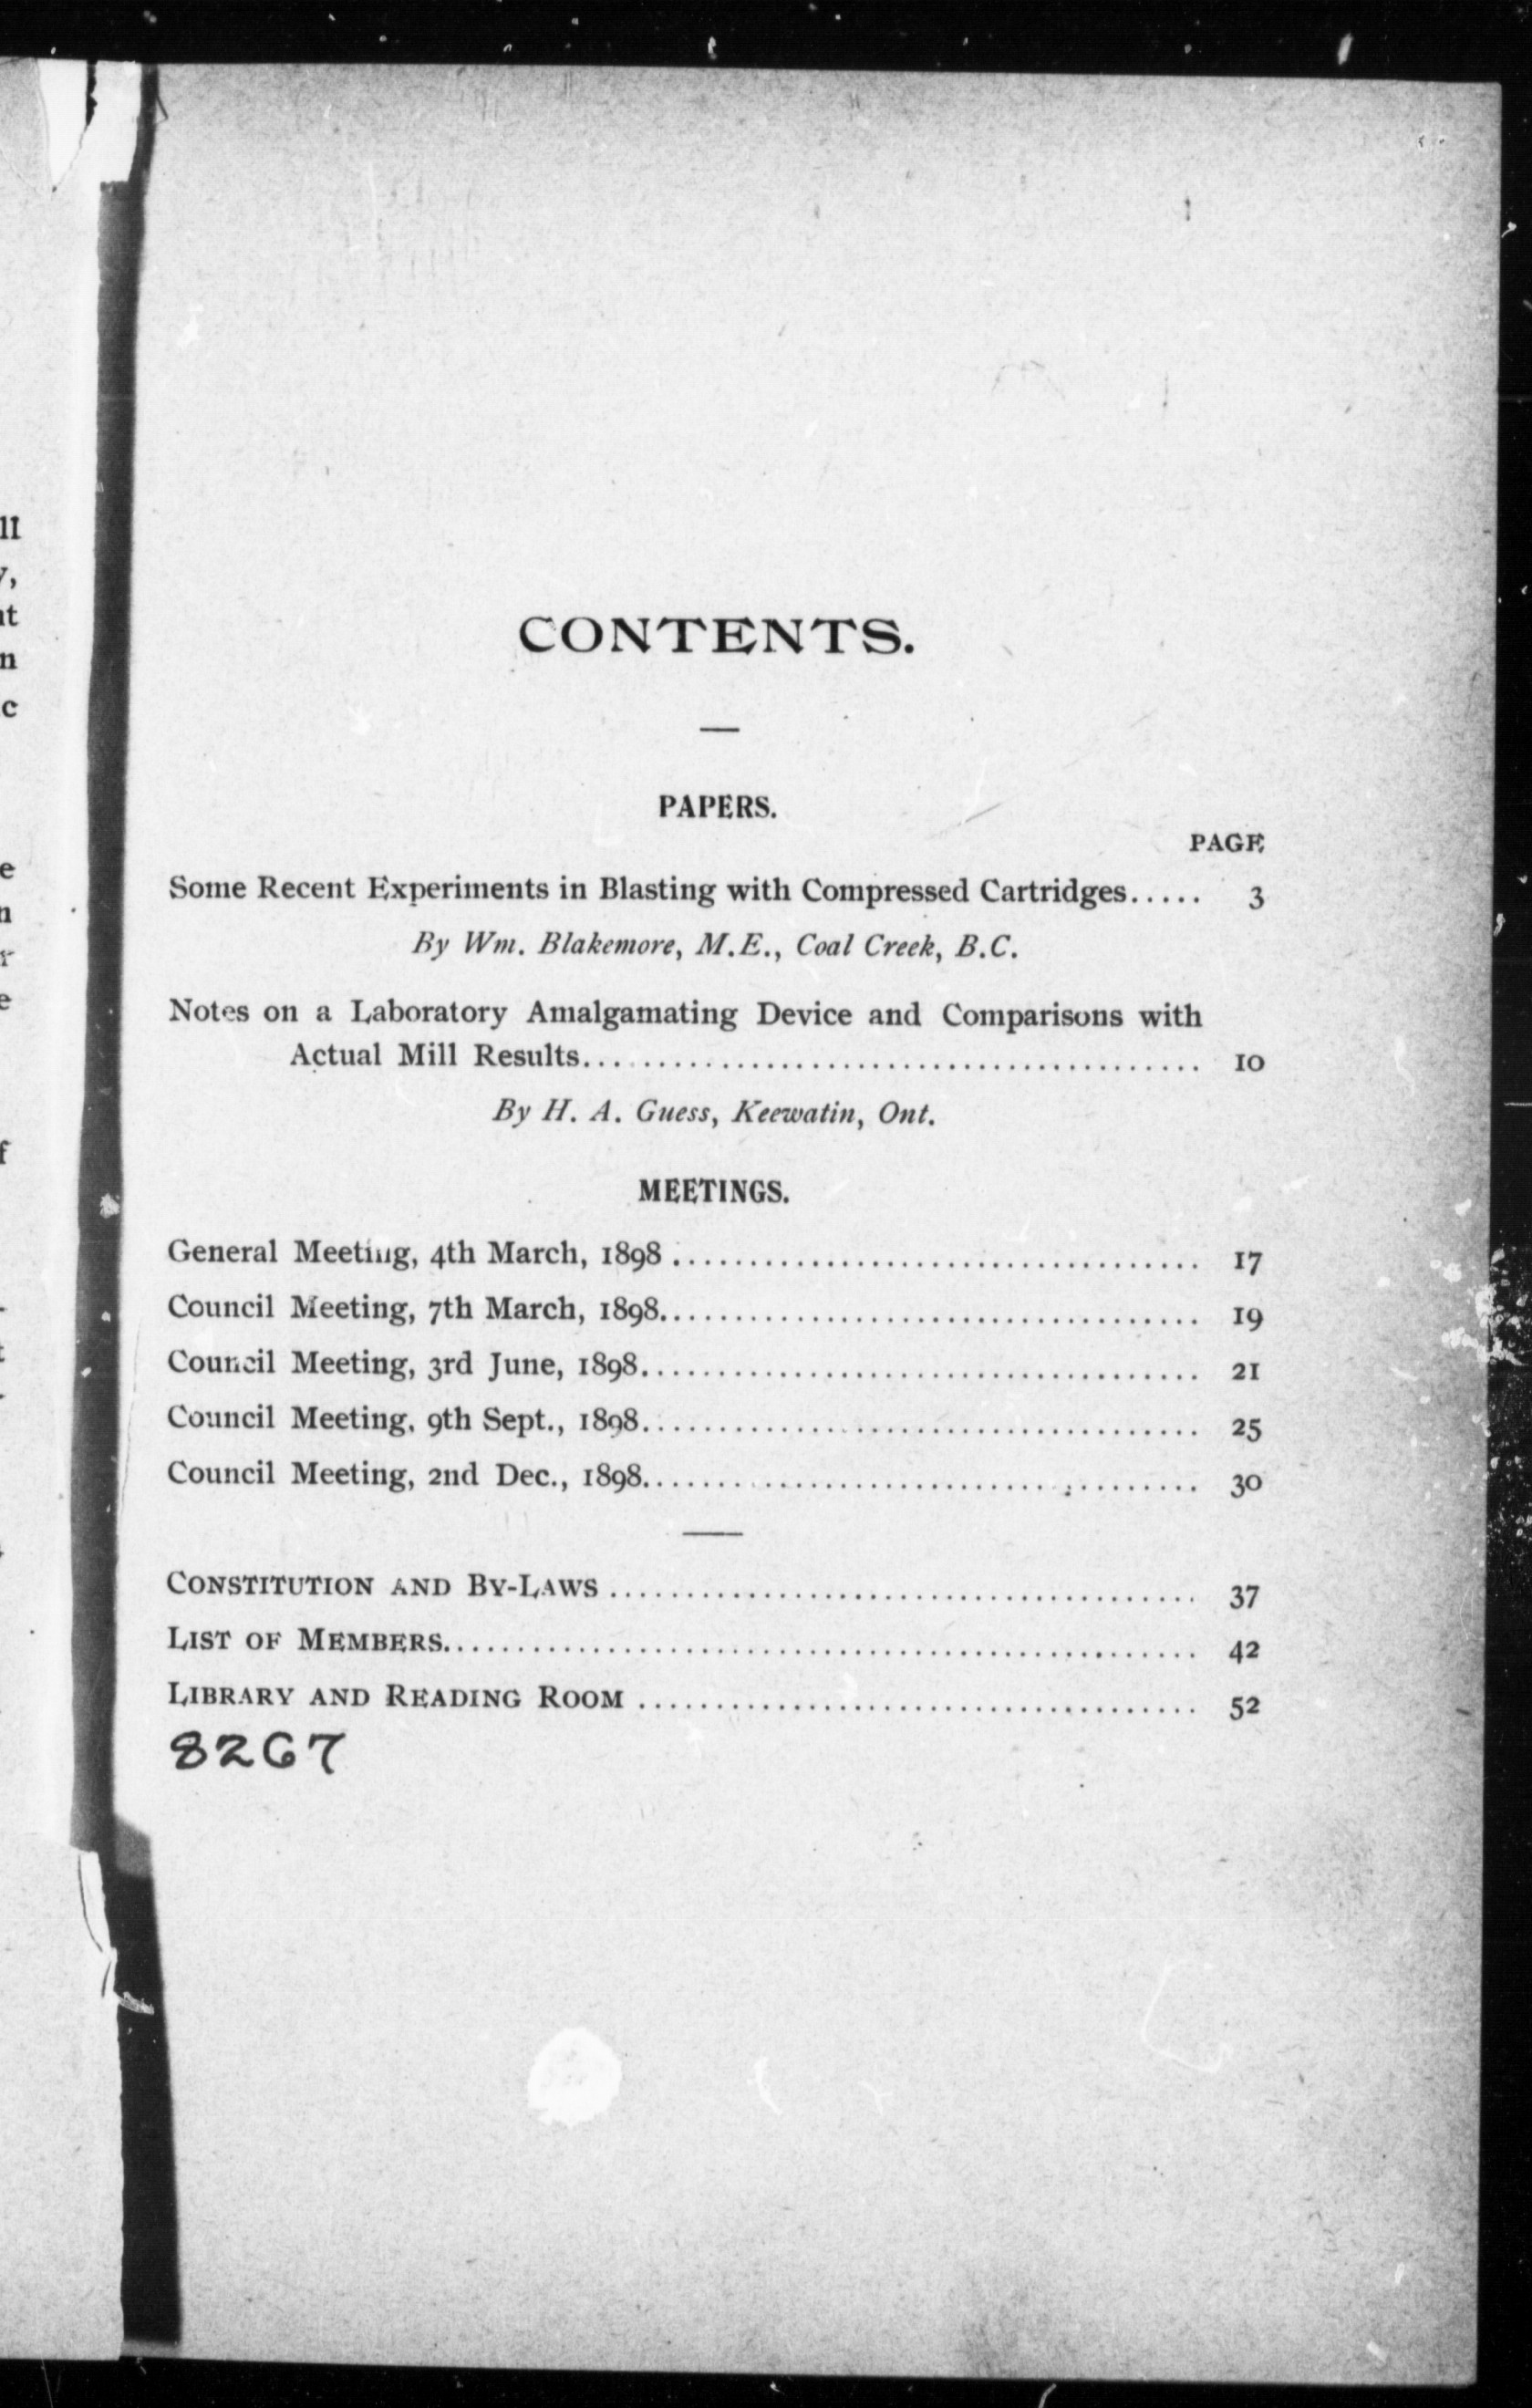 CONTENTS.
PAPERS.
PAGE
Some Recent Experiments in Blasting with Compressed Cartridges..... 3
By Wm. Blakemore, M.E., Coal Creek, B.C.
Notes on a Laboratory Amalgamating Device and Comparisons with
Actual Mill Results........................................ 10
By H. A. Guess, Keewatin, Ont.
MEETINGS.
General Meeting, 4th March, 1898 ................................... 17
Council Meeting, 7th March, 1898................................... 19
Council Meeting, 3rd June, 1898..................................... 21
Council Meeting, 9th Sept., 1898..................................... 25
Council Meeting, 2nd Dec., 1898..................................... 30
CONSTITUTION AND BY-LAWS ....................................... 37
LIST OF MEMBERS.................................................. 42
LIBRARY AND READING ROOM ..................................... 52
8267